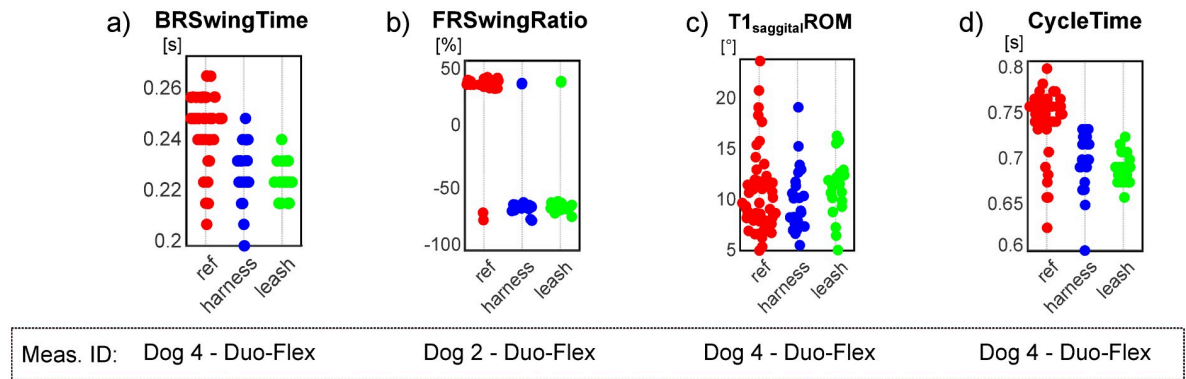 a) BRSwingTime
[s]
0.26
0.24
0.22
0.2
ref
harness
leash
b) FRSwingRatio
[%]
50
0
-50
-100
ref
harness
leash
c) T1saggitalROM
[°]
20
15
10
5
ref
harness
leash
d) CycleTime
[s]
0.8
0.75
0.7
0.65
0.6
ref
harness
leash
Meas. ID: Dog 4 - Duo-Flex Dog 2 - Duo-Flex Dog 4 - Duo-Flex Dog 4 - Duo-Flex